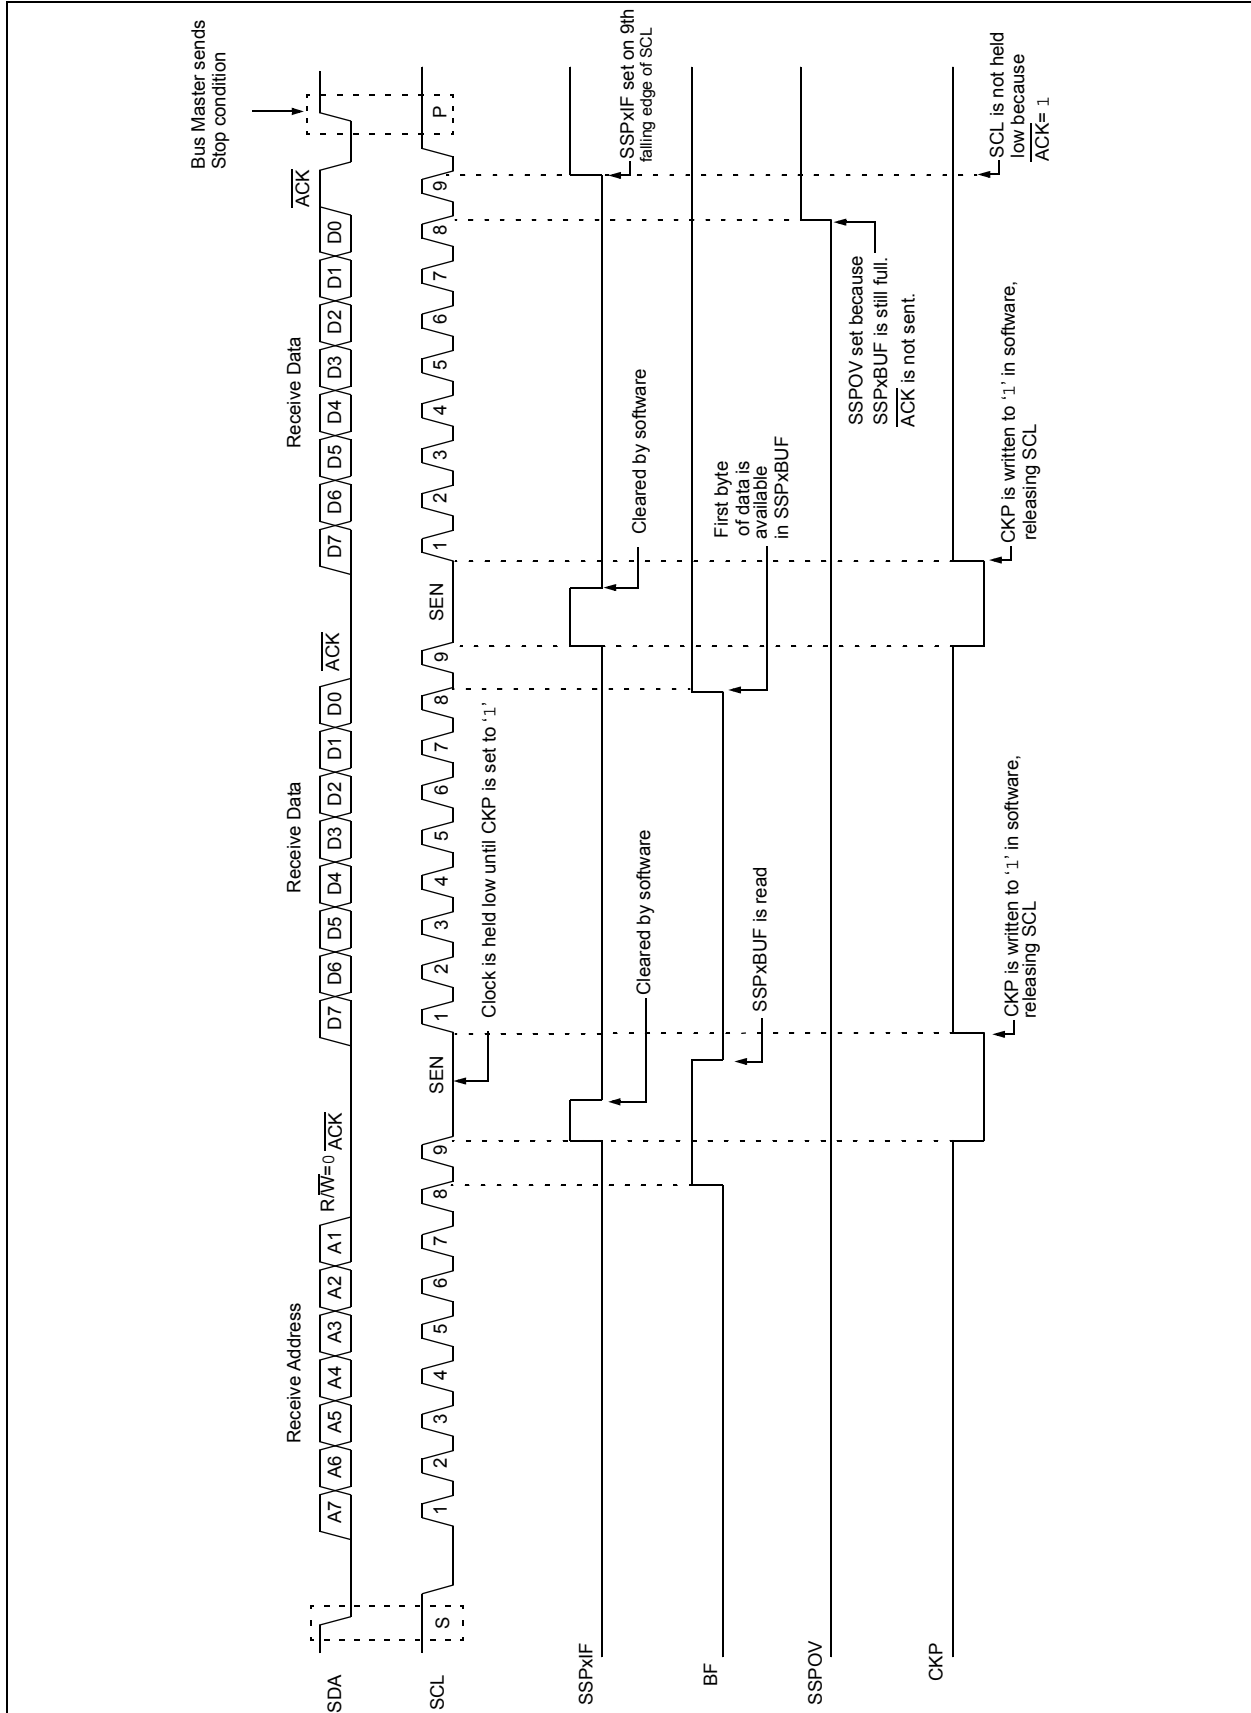 Bus Master sends
Stop condition
Receive Address
Receive Data
Receive Data
SDA
A7 A6 A5 A4 A3 A2 A1
R/W=0 ACK
D7 D6 D5 D4 D3 D2 D1 D0
ACK
D7 D6 D5 D4 D3 D2 D1 D0
ACK
SCL
S
1 2 3 4 5 6 7 8 9
SEN
1 2 3 4 5 6 7 8 9
SEN
1 2 3 4 5 6 7 8 9
P
Clock is held low until CKP is set to ‘1’
SSPxIF
Cleared by software
Cleared by software
SSPxIF set on 9th
falling edge of SCL
BF
SSPxBUF is read
First byte
of data is
available
in SSPxBUF
SSPOV
SSPOV set because
SSPxBUF is still full.
ACK is not sent.
CKP
CKP is written to ‘1’ in software,
releasing SCL
CKP is written to ‘1’ in software,
releasing SCL
SCL is not held
low because
ACK= 1